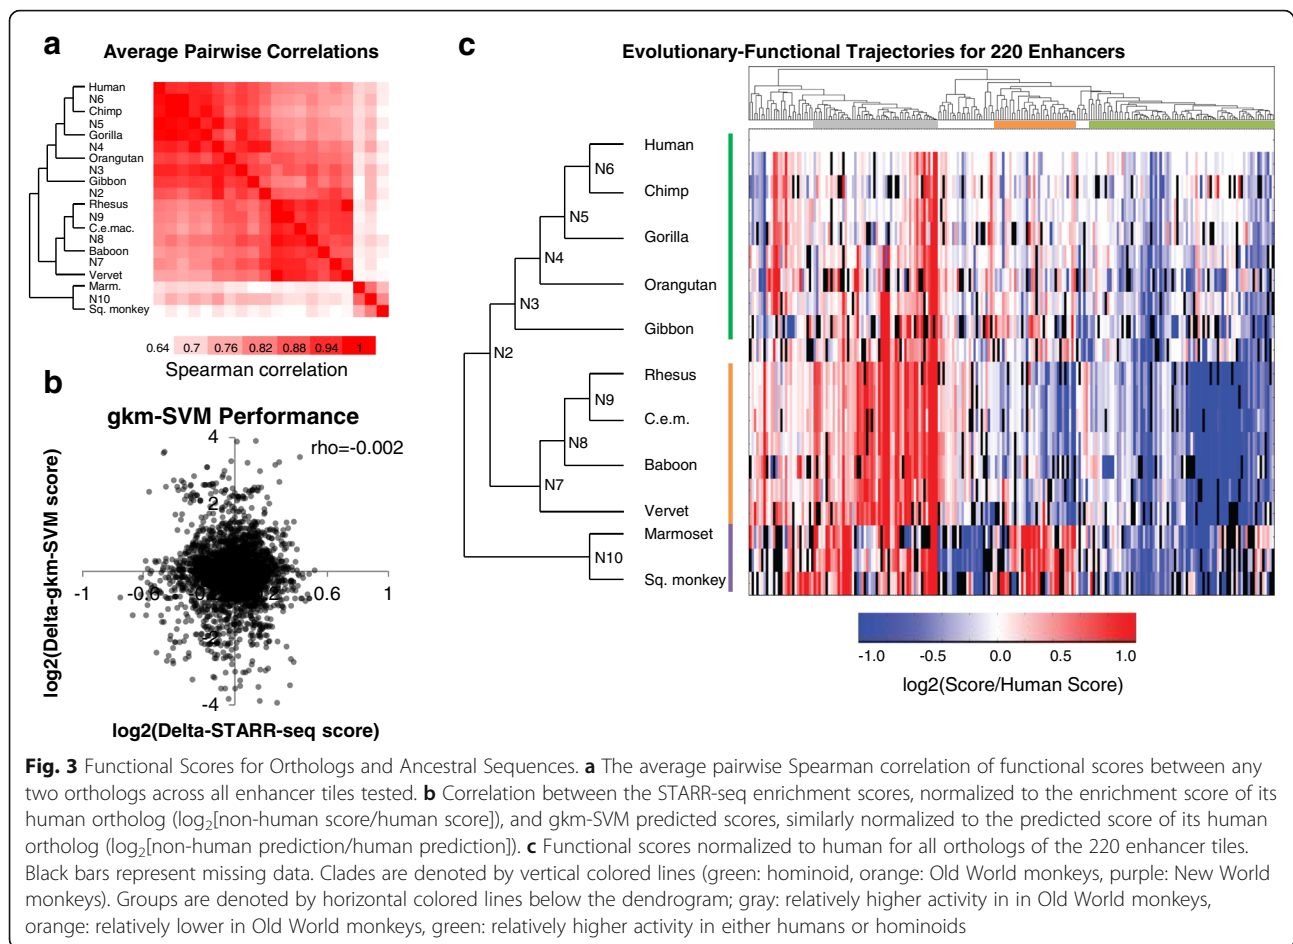 a
Average Pairwise Correlations
Human
N6
Chimp
N5
Gorilla
N4
Orangutan
N3
Gibbon
N2
Rhesus
N9
C.e.mac.
N8
Baboon
N7
Vervet
Marm.
N10
Sq. monkey
0.64 0.7 0.76 0.82 0.88 0.94 1
Spearman correlation
b
gkm-SVM Performance
rho=-0.002
4
2
-4
-1 -0.6 0.6 1
log2(Delta-gkm-SVM score)
log2(Delta-STARR-seq score)
c
Evolutionary-Functional Trajectories for 220 Enhancers
Human
N6
Chimp
N5
Gorilla
N4
Orangutan
N3
Gibbon
N2
Rhesus
N9
C.e.m.
N8
Baboon
N7
Vervet
Marmoset
N10
Sq. monkey
-1.0 -0.5 0.0 0.5 1.0
log2(Score/Human Score)
Fig. 3 Functional Scores for Orthologs and Ancestral Sequences. a The average pairwise Spearman correlation of functional scores between any
two orthologs across all enhancer tiles tested. b Correlation between the STARR-seq enrichment scores, normalized to the enrichment score of its
human ortholog (log2[non-human score/human score]), and gkm-SVM predicted scores, similarly normalized to the predicted score of its human
ortholog (log2[non-human prediction/human prediction]). c Functional scores normalized to human for all orthologs of the 220 enhancer tiles.
Black bars represent missing data. Clades are denoted by vertical colored lines (green: hominoid, orange: Old World monkeys, purple: New World
monkeys). Groups are denoted by horizontal colored lines below the dendrogram; gray: relatively higher activity in in Old World monkeys,
orange: relatively lower in Old World monkeys, green: relatively higher activity in either humans or hominoids